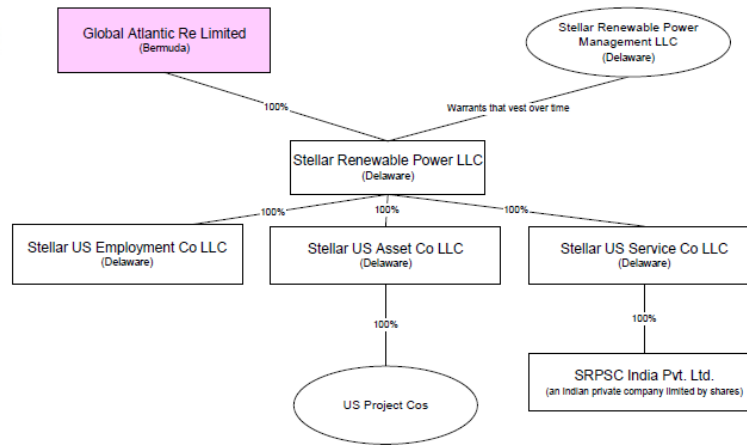 Global Atlantic Re Limited
(Bermuda)
Stellar Renewable Power
Management LLC
(Delaware)
100%
Warrants that vest over time
Stellar Renewable Power LLC
(Delaware)
100%
100%
100%
Stellar US Employment Co LLC
(Delaware)
Stellar US Asset Co LLC
(Delaware)
Stellar US Service Co LLC
(Delaware)
100%
100%
US Project Cos
SRPSC India Pvt. Ltd.
(an Indian private company limited by shares)